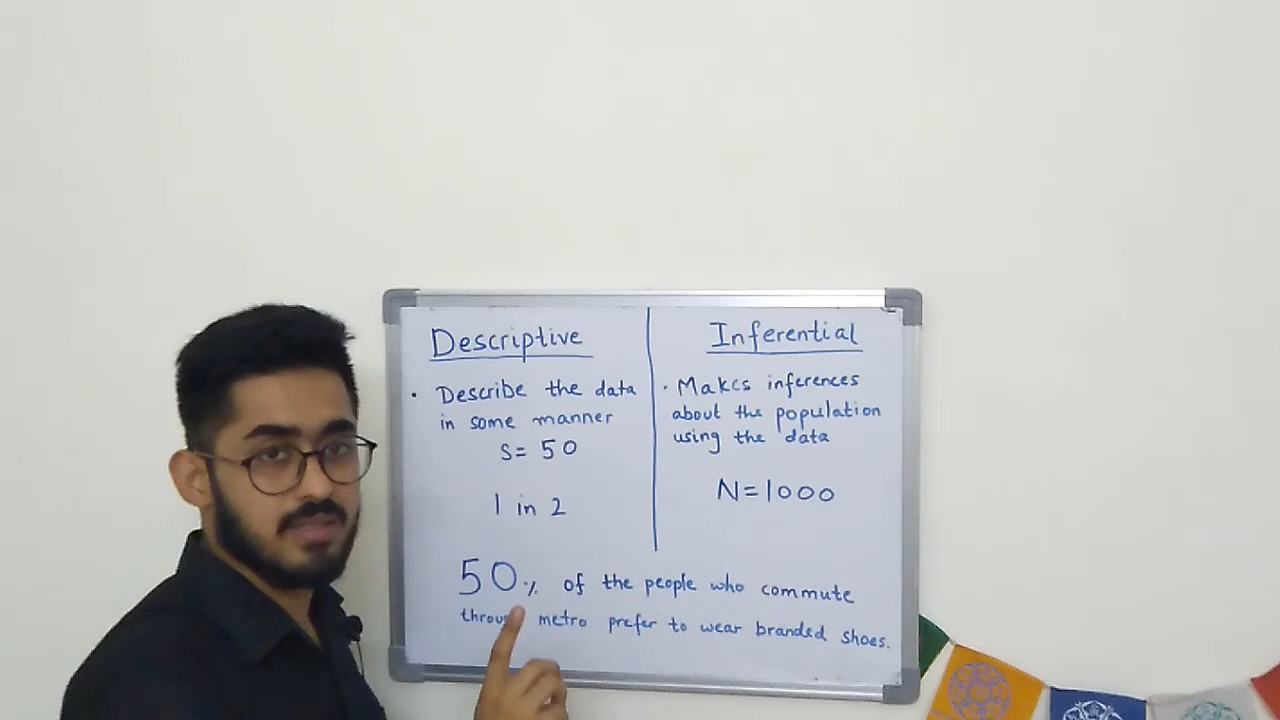 Descriptive
• Describe the data
in some manner
S = 50
1 in 2
Inferential
• Makes inferences
about the population
using the data
N = 1000
50% of the people who commute
metro prefer to wear branded shoes.